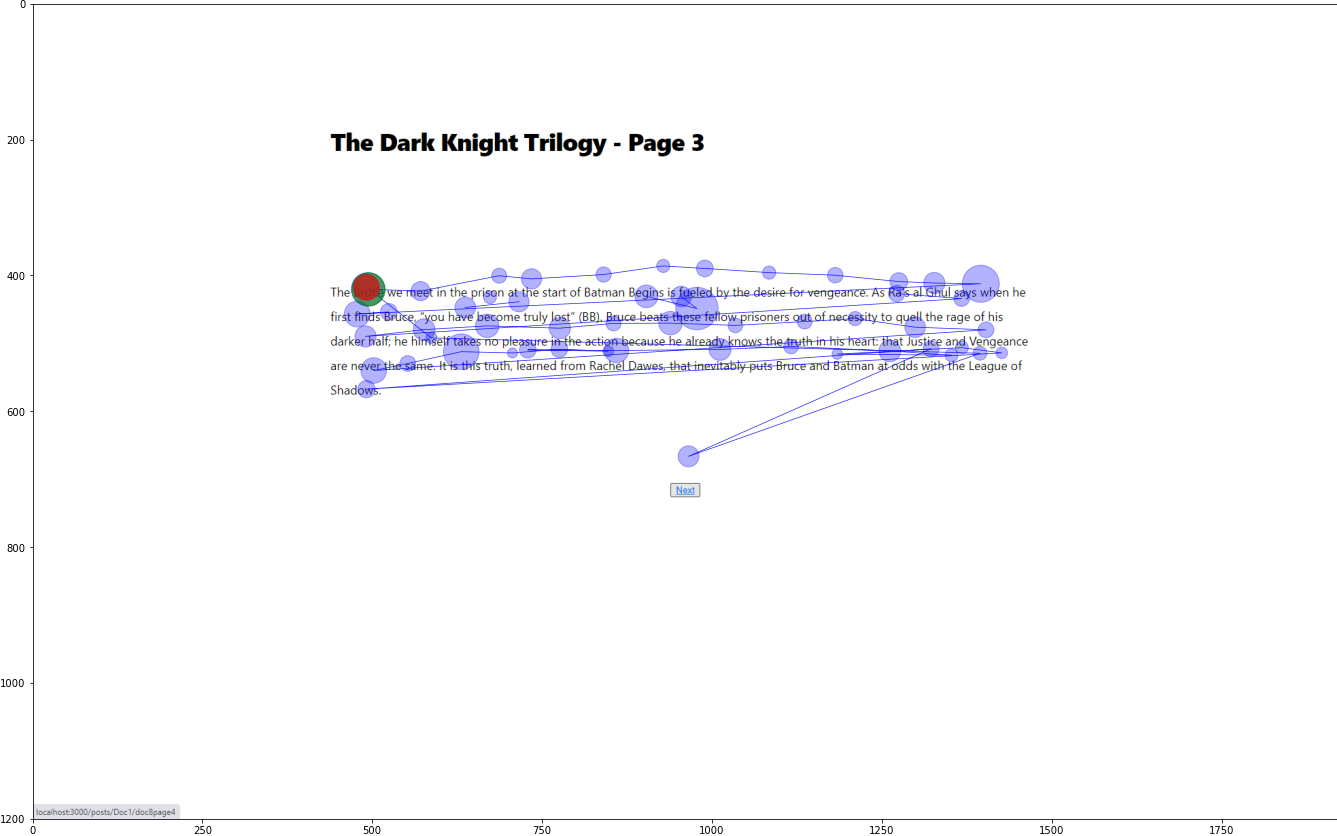 0
200
The Dark Knight Trilogy - Page 3
400
The Bruce we meet in the prison at the start of Batman Begins is fueled by the desire for vengeance. As Ra's al Ghul says when he
first finds Bruce, "you have become truly lost" (BB). Bruce beats these fellow prisoners out of necessity to quell the rage of his
darker half; he himself takes no pleasure in the action because he already knows the truth in his heart: that Justice and Vengeance
are never the same. It is this truth, learned from Rachel Dawes, that inevitably puts Bruce and Batman at odds with the League of
Shadows.
600
Next
800
1000
localhost:3000/posts/Doc1/doc8page4
1200
0 250 500 750 1000 1250 1500 1750